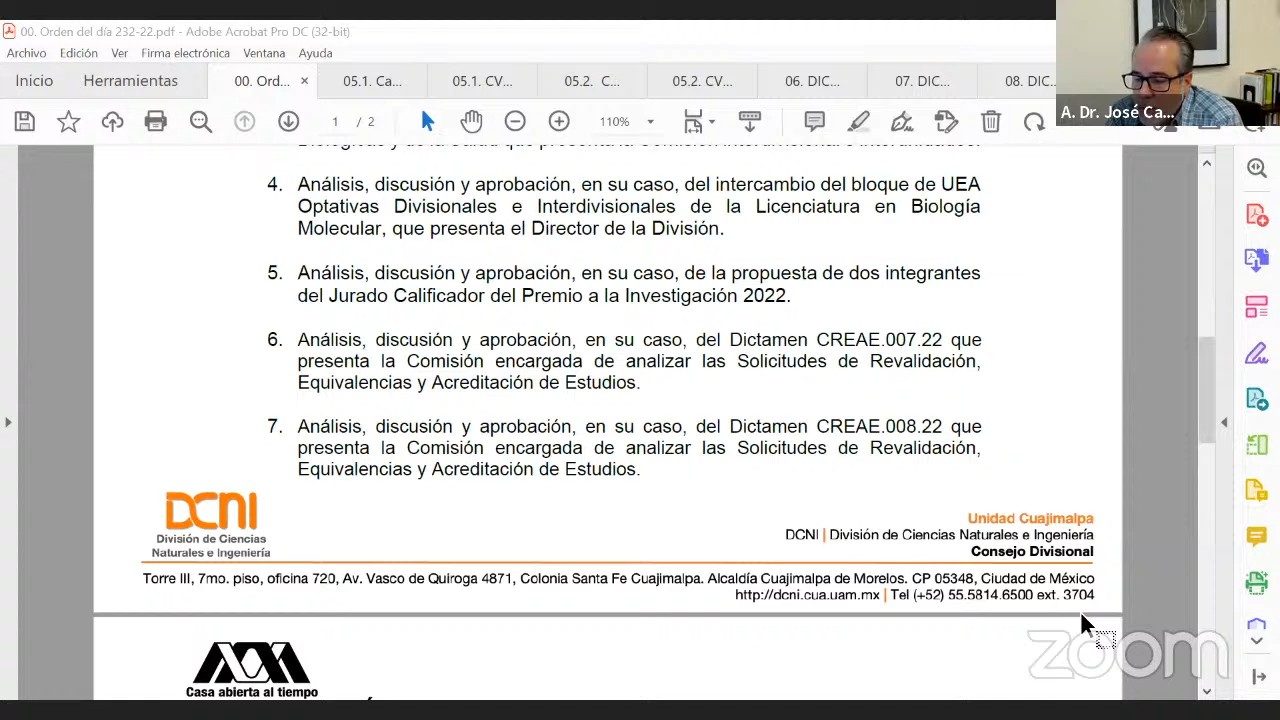 00. Orden del día 232-22.pdf - Adobe Acrobat Pro DC (32-bit)
Archivo Edición Ver Firma electrónica Ventana Ayuda
Inicio Herramientas 00. Ord... × 05.1. Ca... 05.1. CV ... 05.2. C... 05.2. CV... 06. DIC... 07. DIC... 08. DIC...
1 / 2 110%
A. Dr. José Ca...
Biológicas y de la Salud que presenta la Comisión Interdivisional e Interunidades.
4. Análisis, discusión y aprobación, en su caso, del intercambio del bloque de UEA
Optativas Divisionales e Interdivisionales de la Licenciatura en Biología
Molecular, que presenta el Director de la División.
5. Análisis, discusión y aprobación, en su caso, de la propuesta de dos integrantes
del Jurado Calificador del Premio a la Investigación 2022.
6. Análisis, discusión y aprobación, en su caso, del Dictamen CREAE.007.22 que
presenta la Comisión encargada de analizar las Solicitudes de Revalidación,
Equivalencias y Acreditación de Estudios.
7. Análisis, discusión y aprobación, en su caso, del Dictamen CREAE.008.22 que
presenta la Comisión encargada de analizar las Solicitudes de Revalidación,
Equivalencias y Acreditación de Estudios.
DCNI
División de Ciencias
Naturales e Ingeniería
Unidad Cuajimalpa
DCNI | División de Ciencias Naturales e Ingeniería
Consejo Divisional
Torre III, 7mo. piso, oficina 720, Av. Vasco de Quiroga 4871, Colonia Santa Fe Cuajimalpa. Alcaldía Cuajimalpa de Morelos. CP 05348, Ciudad de México
http://dcni.cua.uam.mx | Tel (+52) 55.5814.6500 ext. 3704
zoom
Casa abierta al tiempo